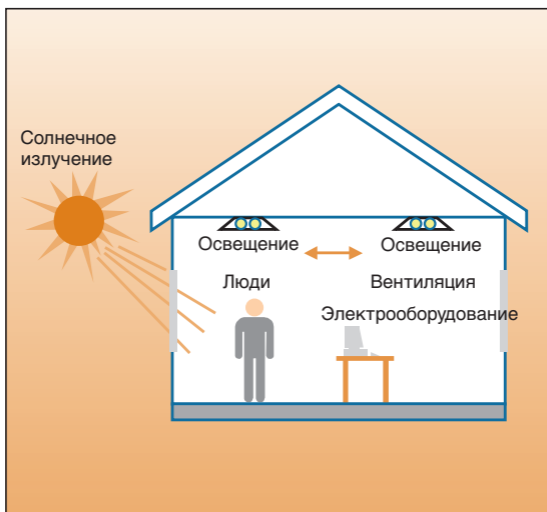 Солнечное
излучение
Освещение
Освещение
Люди
Вентиляция
Электрооборудование